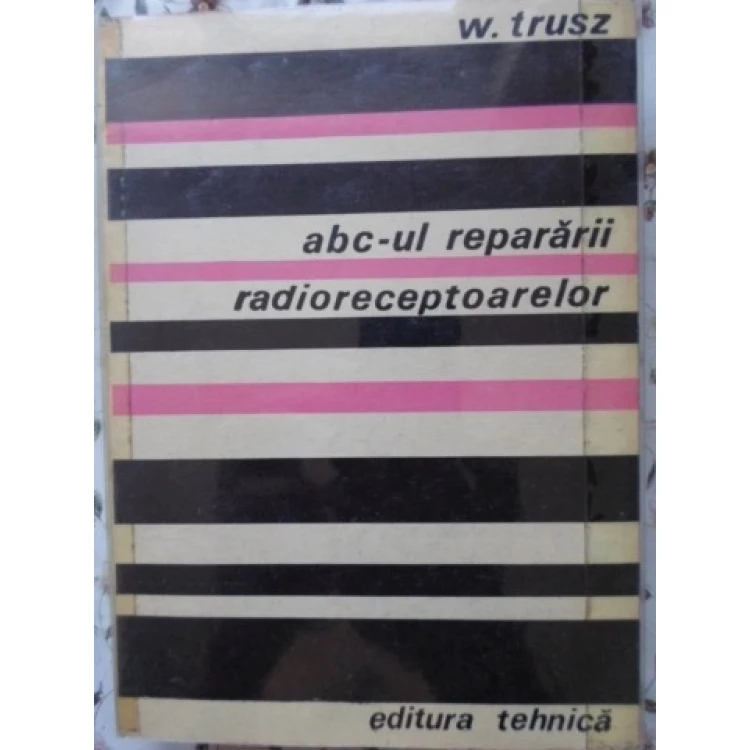 w. trusz
abc-ul reparării
radioreceptoarelor
editura tehnică